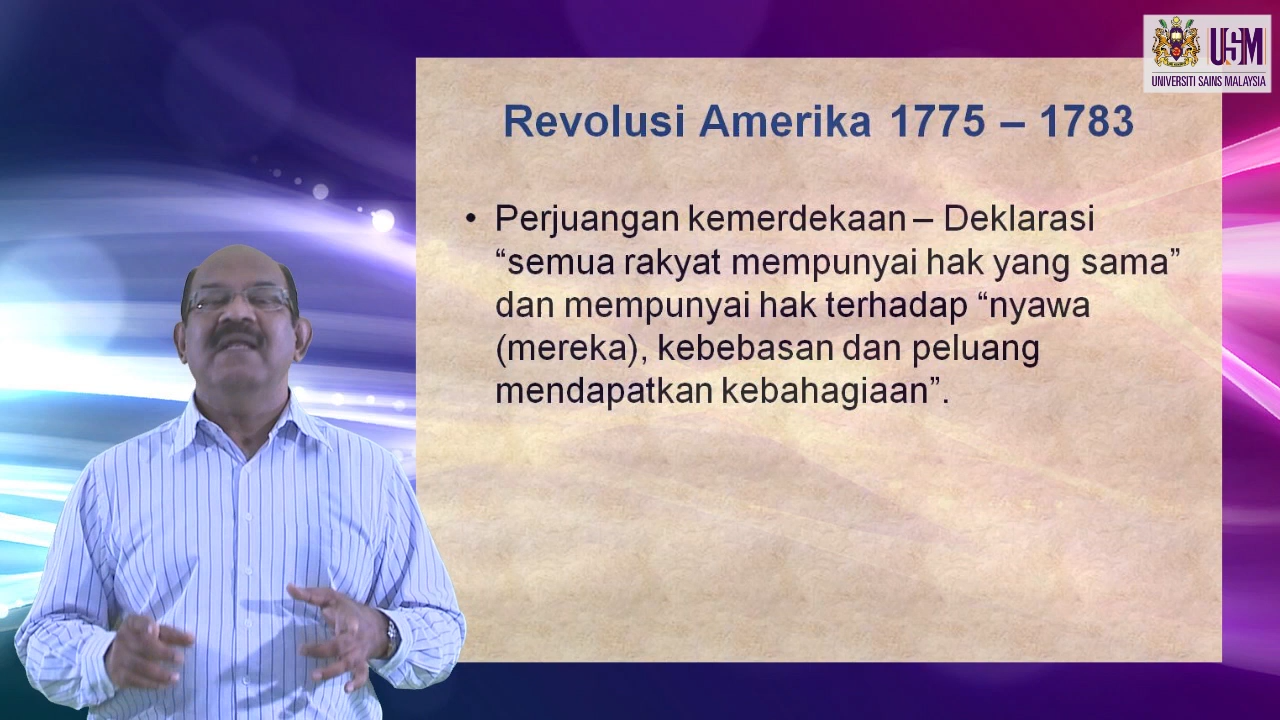 USM
UNIVERSITI SAINS MALAYSIA
Revolusi Amerika 1775 – 1783
• Perjuangan kemerdekaan – Deklarasi
“semua rakyat mempunyai hak yang sama”
dan mempunyai hak terhadap “nyawa
(mereka), kebebasan dan peluang
mendapatkan kebahagiaan”.